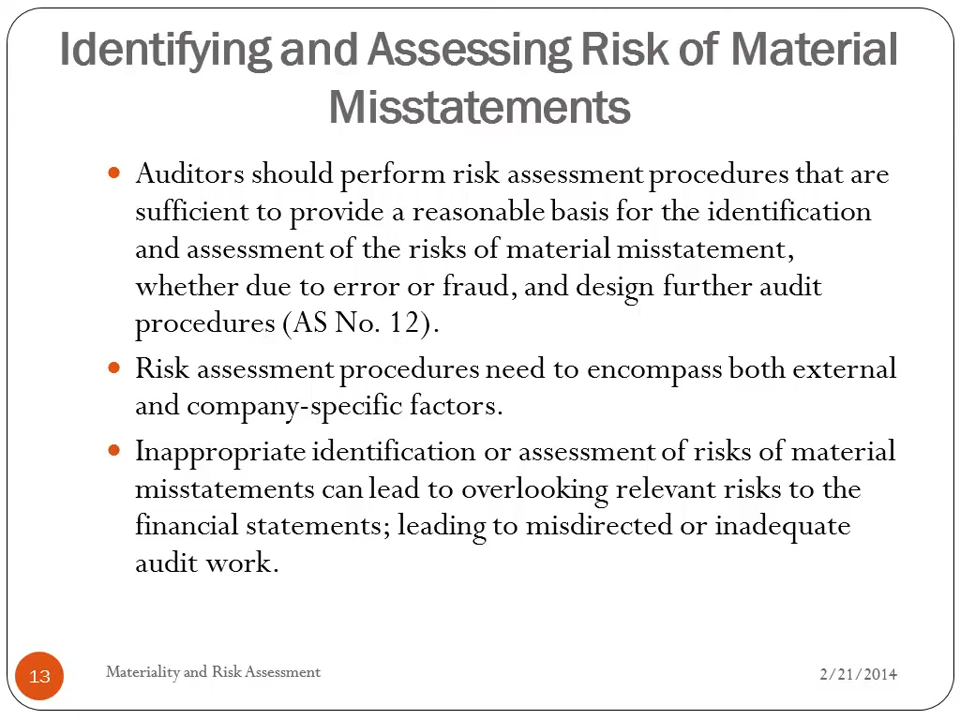 Identifying and Assessing Risk of Material
Misstatements
• Auditors should perform risk assessment procedures that are
sufficient to provide a reasonable basis for the identification
and assessment of the risks of material misstatement,
whether due to error or fraud, and design further audit
procedures (AS No. 12).
• Risk assessment procedures need to encompass both external
and company-specific factors.
• Inappropriate identification or assessment of risks of material
misstatements can lead to overlooking relevant risks to the
financial statements; leading to misdirected or inadequate
audit work.
13
Materiality and Risk Assessment
2/21/2014